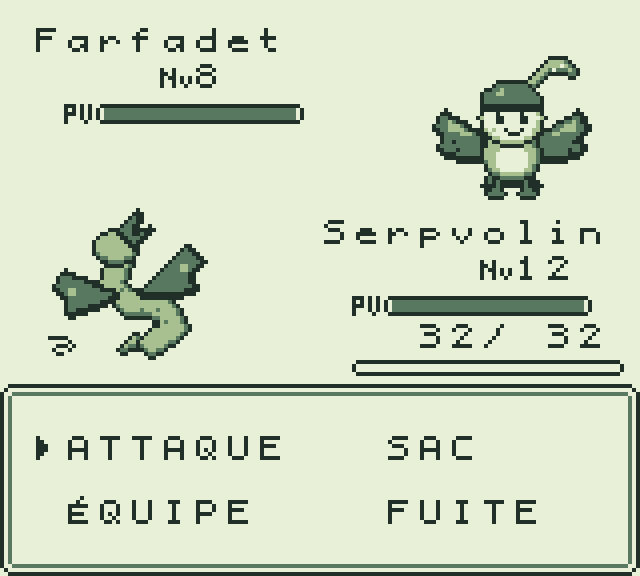 Farfadet
Nv8
PV
Serpvolin
Nv12
PV
32/ 32
ATTAQUE SAC
ÉQUIPE FUITE